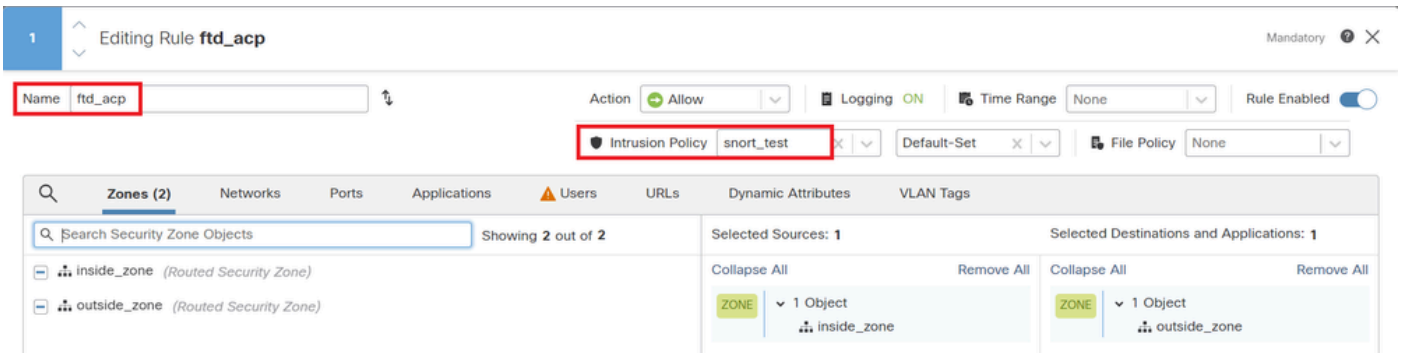 1 Editing Rule ftd_acp Mandatory
Name ftd_acp Action Allow Logging ON Time Range None Rule Enabled
Intrusion Policy snort_test Default-Set File Policy None
Zones (2) Networks Ports Applications Users URLs Dynamic Attributes VLAN Tags
Search Security Zone Objects Showing 2 out of 2 Selected Sources: 1 Selected Destinations and Applications: 1
inside_zone (Routed Security Zone) Collapse All Remove All Collapse All Remove All
outside_zone (Routed Security Zone) ZONE 1 Object ZONE 1 Object
inside_zone outside_zone